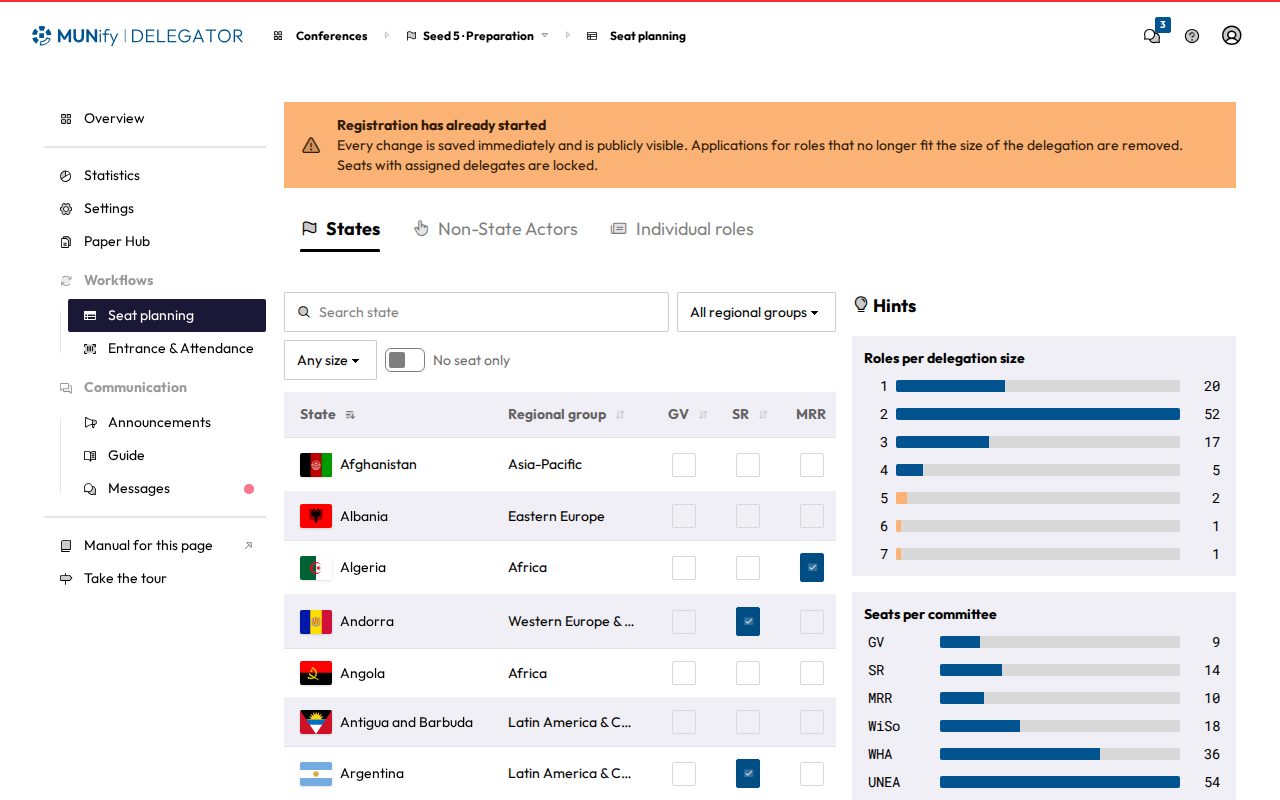 MUNify | DELEGATOR
Conferences
Seed 5 · Preparation
Seat planning
3
Overview
Statistics
Settings
Paper Hub
Workflows
Seat planning
Entrance & Attendance
Communication
Announcements
Guide
Messages
Manual for this page
Take the tour
Registration has already started
Every change is saved immediately and is publicly visible. Applications for roles that no longer fit the size of the delegation are removed.
Seats with assigned delegates are locked.
States
Non-State Actors
Individual roles
Search state
All regional groups
Any size
No seat only
State Regional group GV SR MRR
Afghanistan Asia-Pacific
Albania Eastern Europe
Algeria Africa
Andorra Western Europe & ...
Angola Africa
Antigua and Barbuda Latin America & C...
Argentina Latin America & C...
Hints
Roles per delegation size
1 20
2 52
3 17
4 5
5 2
6 1
7 1
Seats per committee
GV 9
SR 14
MRR 10
WiSo 18
WHA 36
UNEA 54